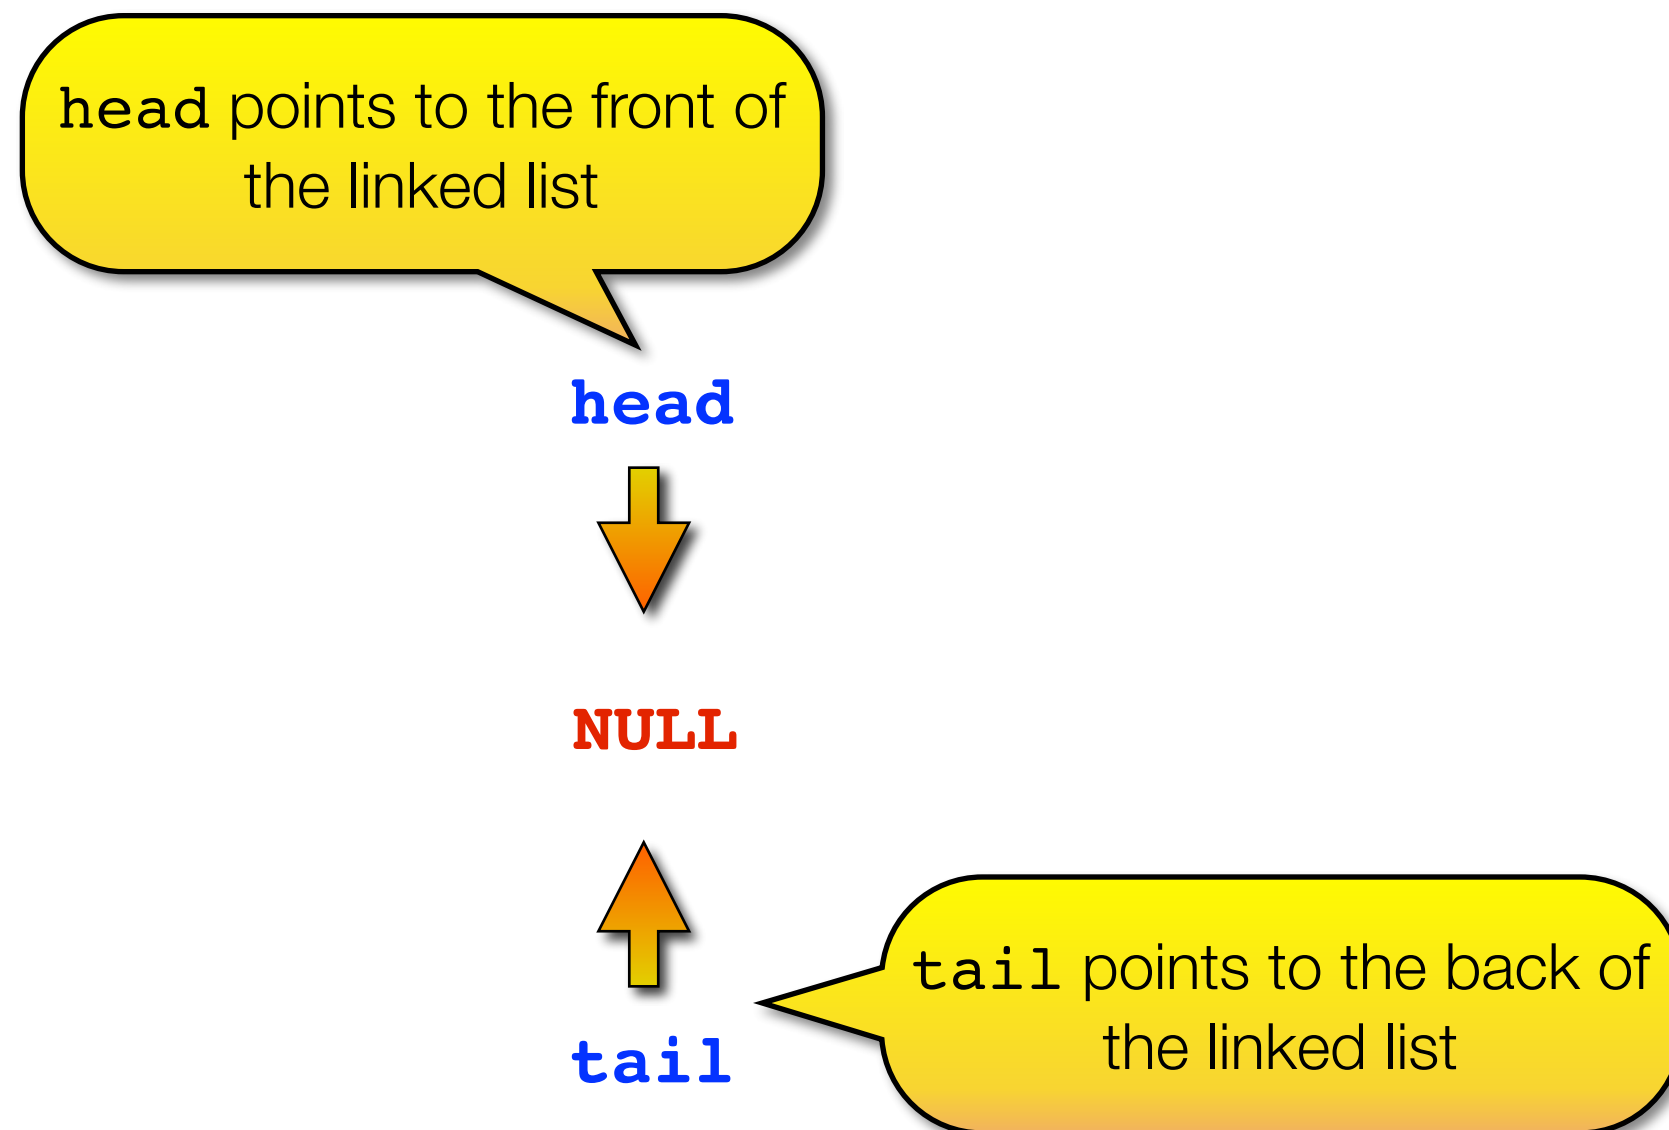 head points to the front of
the linked list
head
NULL
tail points to the back of
the linked list
tail